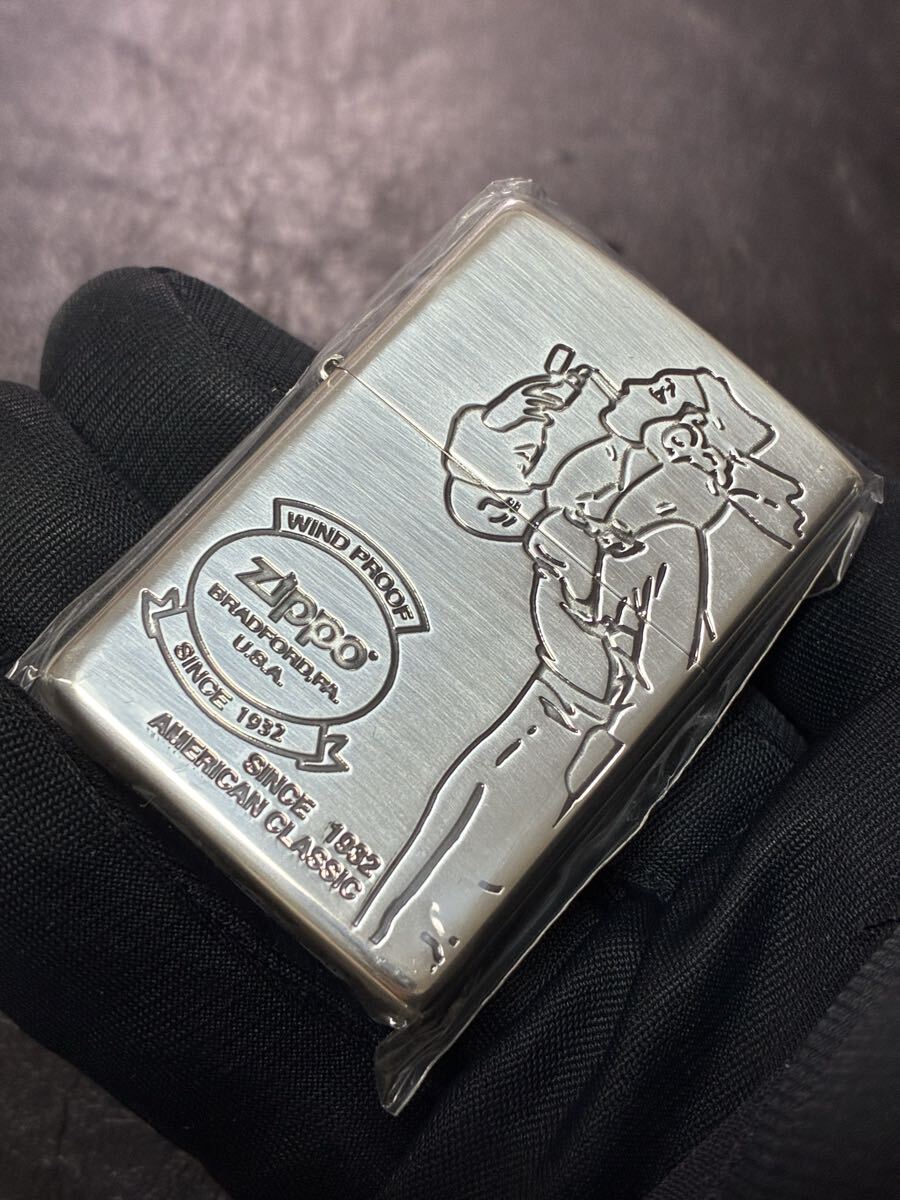 WIND PROOF
Zippo®
BRADFORD, PA.
U.S.A.
SINCE 1932
SINCE 1932
AMERICAN CLASSIC